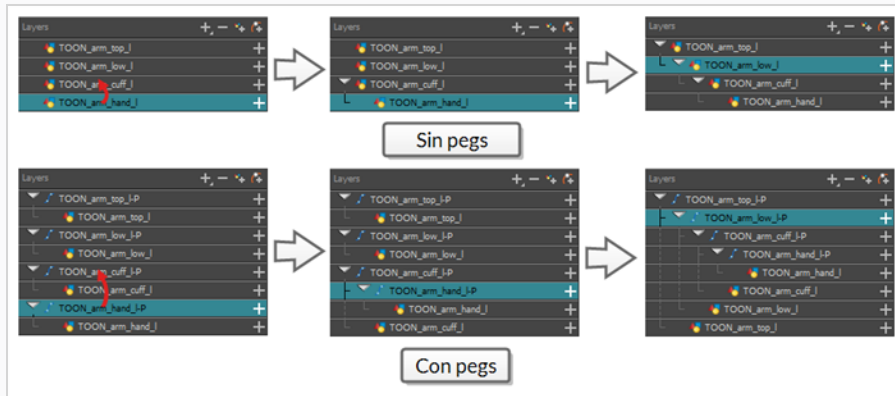 Layers
TOON_arm_top_l
TOON_arm_low_l
TOON_arm_cuff_l
TOON_arm_hand_l
Layers
TOON_arm_top_l
TOON_arm_low_l
TOON_arm_cuff_l
TOON_arm_hand_l
Layers
TOON_arm_top_l
TOON_arm_low_l
TOON_arm_cuff_l
TOON_arm_hand_l
Sin pegs
Layers
TOON_arm_top_l-P
TOON_arm_top_l
TOON_arm_low_l-P
TOON_arm_low_l
TOON_arm_cuff_l-P
TOON_arm_cuff_l
TOON_arm_hand_l-P
TOON_arm_hand_l
Layers
TOON_arm_top_l-P
TOON_arm_top_l
TOON_arm_low_l-P
TOON_arm_low_l
TOON_arm_cuff_l-P
TOON_arm_hand_l-P
TOON_arm_hand_l
TOON_arm_cuff_l
Layers
TOON_arm_top_l-P
TOON_arm_low_l-P
TOON_arm_cuff_l-P
TOON_arm_hand_l-P
TOON_arm_hand_l
TOON_arm_cuff_l
TOON_arm_low_l
TOON_arm_top_l
Con pegs